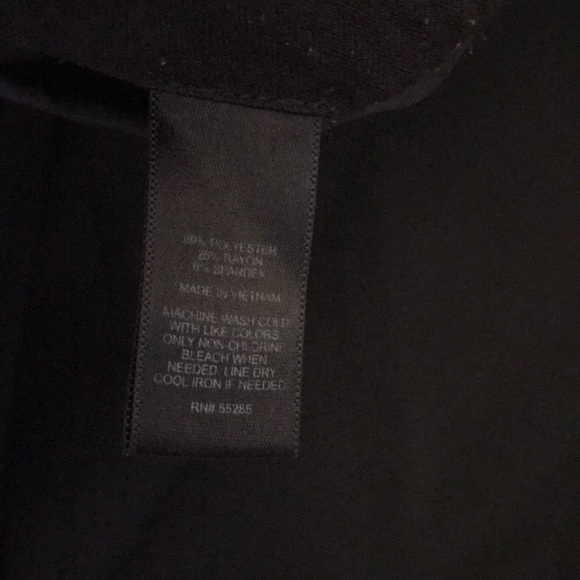 69% POLYESTER
25% RAYON
6% SPANDEX
MADE IN VIETNAM
MACHINE WASH COLD
WITH LIKE COLORS
ONLY NON-CHLORINE
BLEACH WHEN
NEEDED. LINE DRY.
COOL IRON IF NEEDED.
RN# 55285